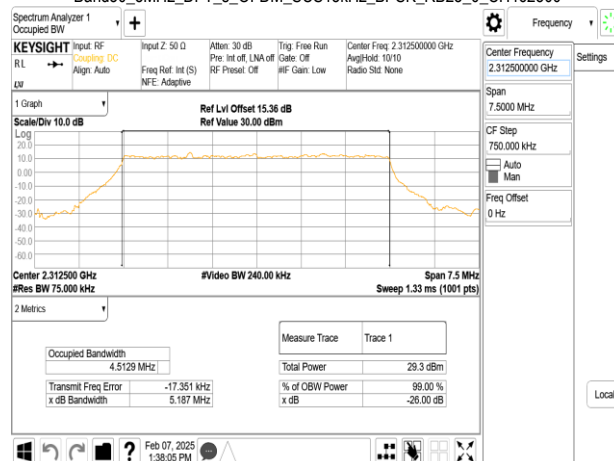 Spectrum Analyzer 1
Occupied BW
Frequency
KEYSIGHT
RL
LXI
Input: RF
Coupling: DC
Align: Auto
Input Z: 50 Ω
Freq Ref: Int (S)
NFE: Adaptive
Atten: 30 dB
Pre: Int off, LNA off
RF Presel: Off
Trig: Free Run
Gate: Off
#IF Gain: Low
Center Freq: 2.312500000 GHz
Avg|Hold: 10/10
Radio Std: None
Center Frequency
2.312500000 GHz
Settings
Span
7.5000 MHz
CF Step
750.000 kHz
Auto
Man
Freq Offset
0 Hz
Local
1 Graph
Scale/Div 10.0 dB
Ref Lvl Offset 15.36 dB
Ref Value 30.00 dBm
Log
20.0
10.0
0.00
-10.0
-20.0
-30.0
-40.0
-50.0
-60.0
Center 2.312500 GHz
#Res BW 75.000 kHz
#Video BW 240.00 kHz
Span 7.5 MHz
Sweep 1.33 ms (1001 pts)
2 Metrics
Measure Trace Trace 1
Occupied Bandwidth
4.5129 MHz
Total Power 29.3 dBm
Transmit Freq Error -17.351 kHz
% of OBW Power 99.00 %
x dB Bandwidth 5.187 MHz
x dB -26.00 dB
Feb 07, 2025
1:38:05 PM